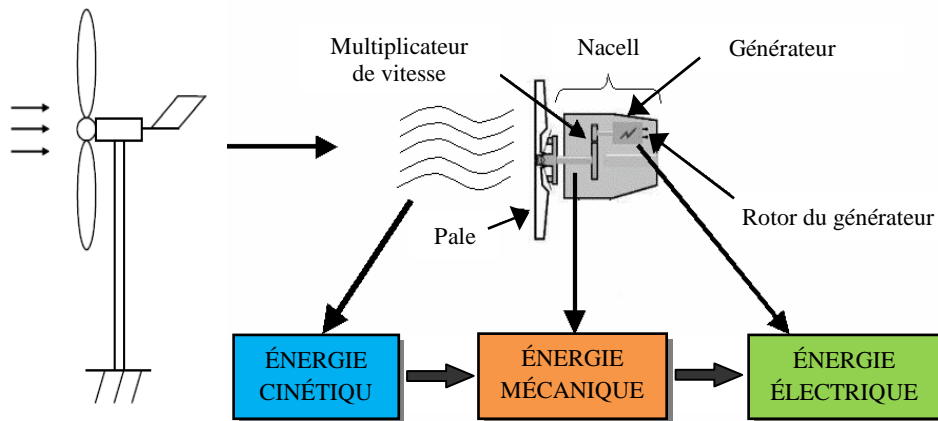 Multiplicateur
de vitesse
Nacell
Générateur
Pale
Rotor du générateur
ÉNERGIE
CINÉTIQU
ÉNERGIE
MÉCANIQUE
ÉNERGIE
ÉLECTRIQUE